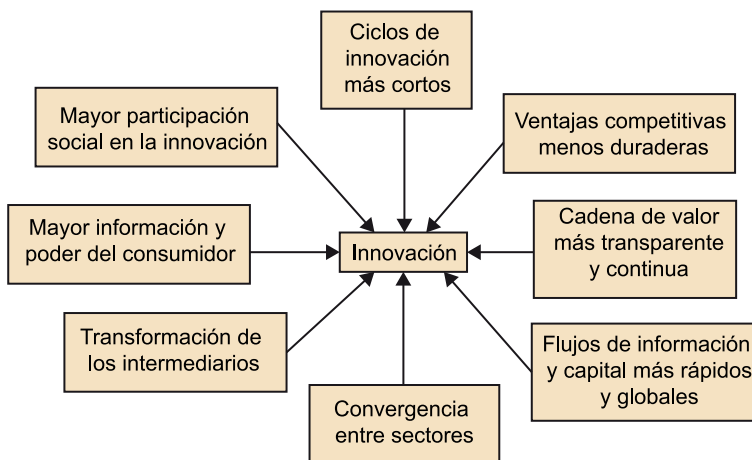 Ciclos de
innovación
más cortos
Mayor participación
social en la innovación
Ventajas competitivas
menos duraderas
Mayor información y
poder del consumidor
Innovación
Cadena de valor
más transparente
y continua
Transformación de
los intermediarios
Flujos de información
y capital más rápidos
y globales
Convergencia
entre sectores